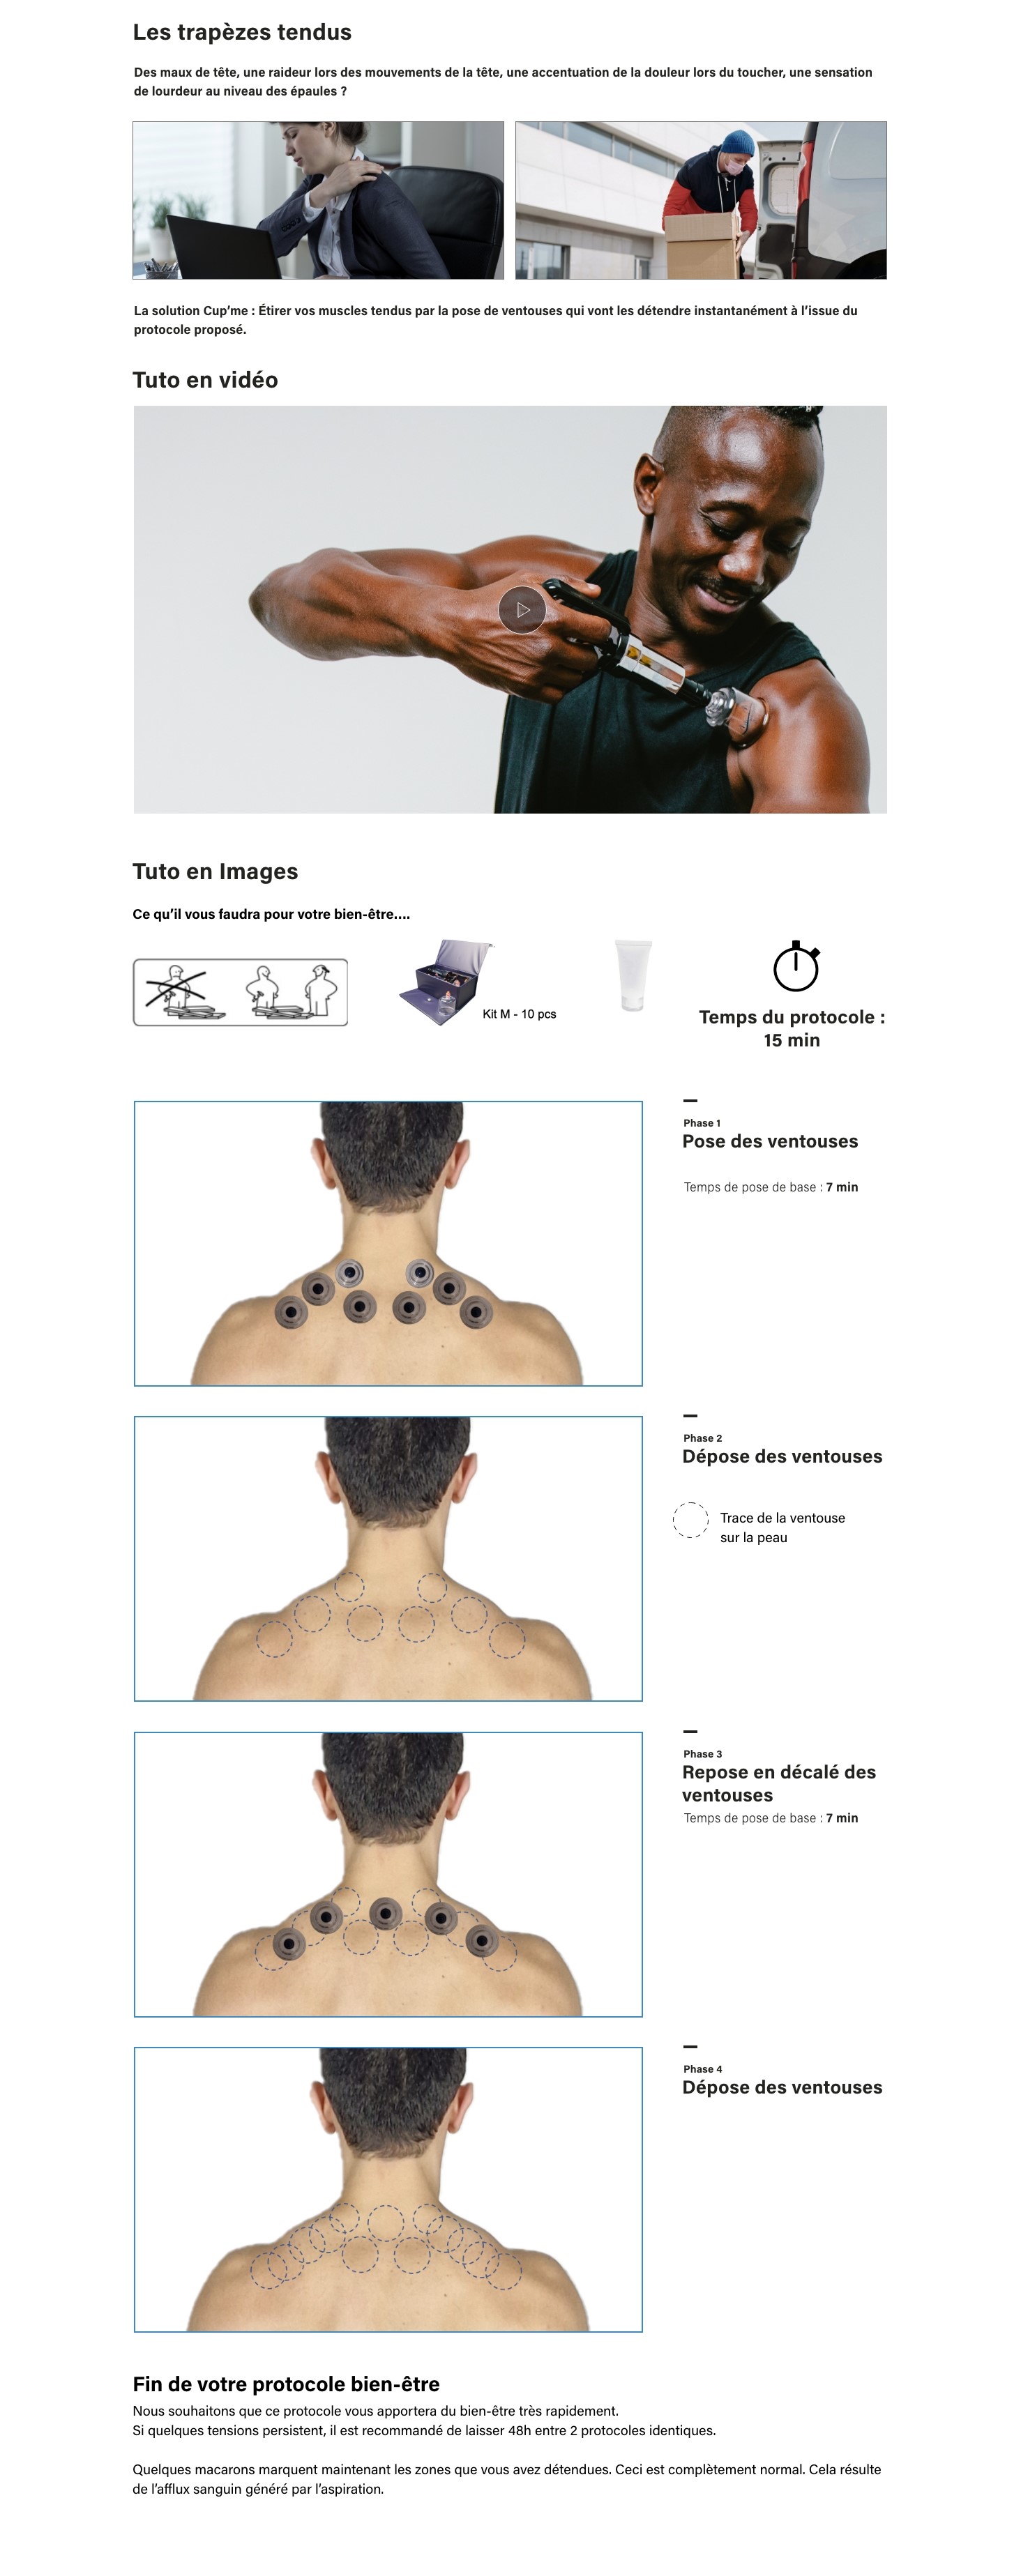 Les trapèzes tendus
Des maux de tête, une raideur lors des mouvements de la tête, une accentuation de la douleur lors du toucher, une sensation
de lourdeur au niveau des épaules ?
La solution Cup’me : Étirer vos muscles tendus par la pose de ventouses qui vont les détendre instantanément à l’issue du
protocole proposé.
Tuto en vidéo
Tuto en Images
Ce qu’il vous faudra pour votre bien-être....
Kit M - 10 pcs
Temps du protocole :
15 min
Phase 1
Pose des ventouses
Temps de pose de base : 7 min
Phase 2
Dépose des ventouses
Trace de la ventouse
sur la peau
Phase 3
Repose en décalé des
ventouses
Temps de pose de base : 7 min
Phase 4
Dépose des ventouses
Fin de votre protocole bien-être
Nous souhaitons que ce protocole vous apportera du bien-être très rapidement.
Si quelques tensions persistent, il est recommandé de laisser 48h entre 2 protocoles identiques.
Quelques macarons marquent maintenant les zones que vous avez détendues. Ceci est complètement normal. Cela résulte
de l’afflux sanguin généré par l’aspiration.